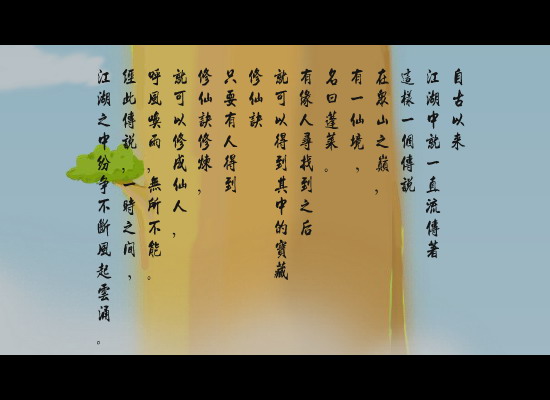 自古以來
江湖中就一直流傳著
這樣一個傳說
在眾山之巔，
有一仙境，
名曰蓬萊。
有緣人尋找到之后
就可以得到其中的寶藏
修仙訣
只要有人得到
修仙訣修煉，
就可以修成仙人，
呼風喚雨，無所不能。
經此傳說，一時之間，
江湖之中紛爭不斷風起雲涌。